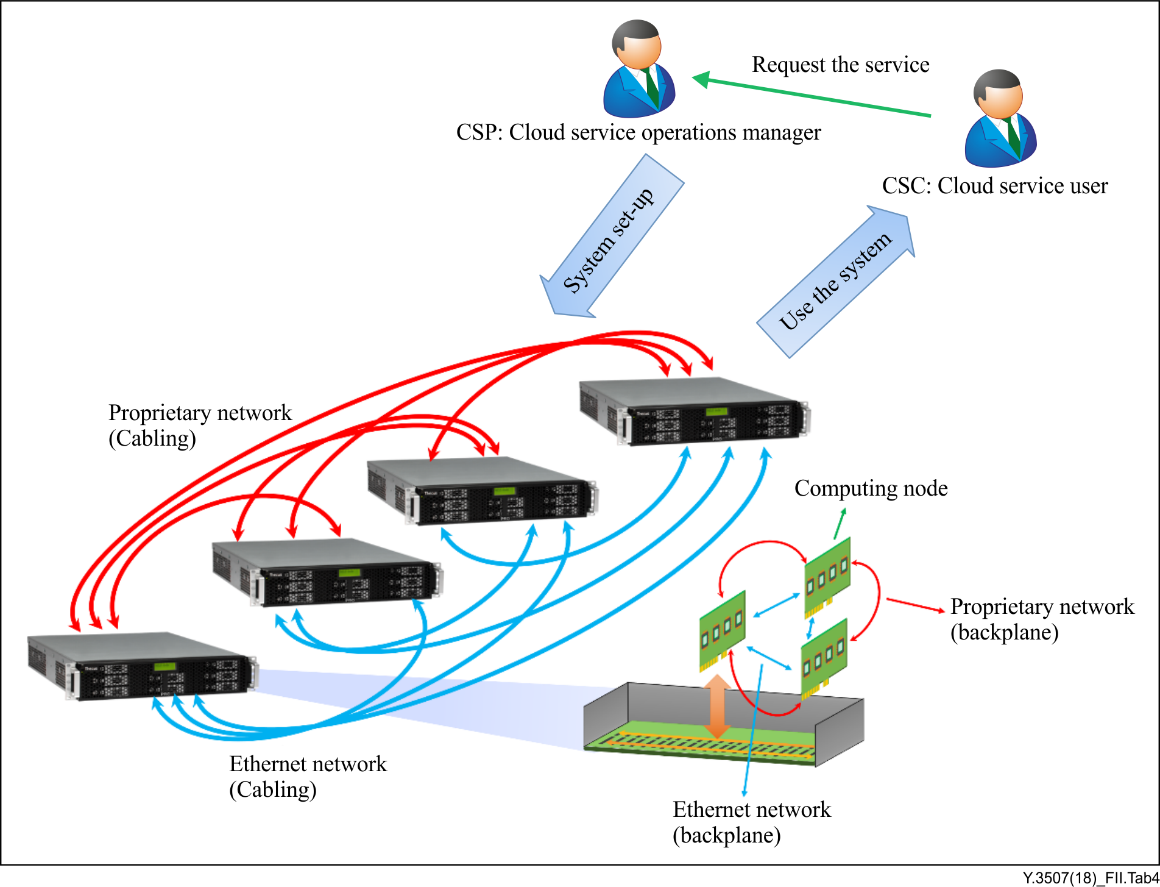 Request the service
CSP: Cloud service operations manager
CSC: Cloud service user
System set-up
Use the system
Proprietary network
(Cabling)
Computing node
Proprietary network
(backplane)
Ethernet network
(Cabling)
Ethernet network
(backplane)
Y.3507(18)_FII.Tab4